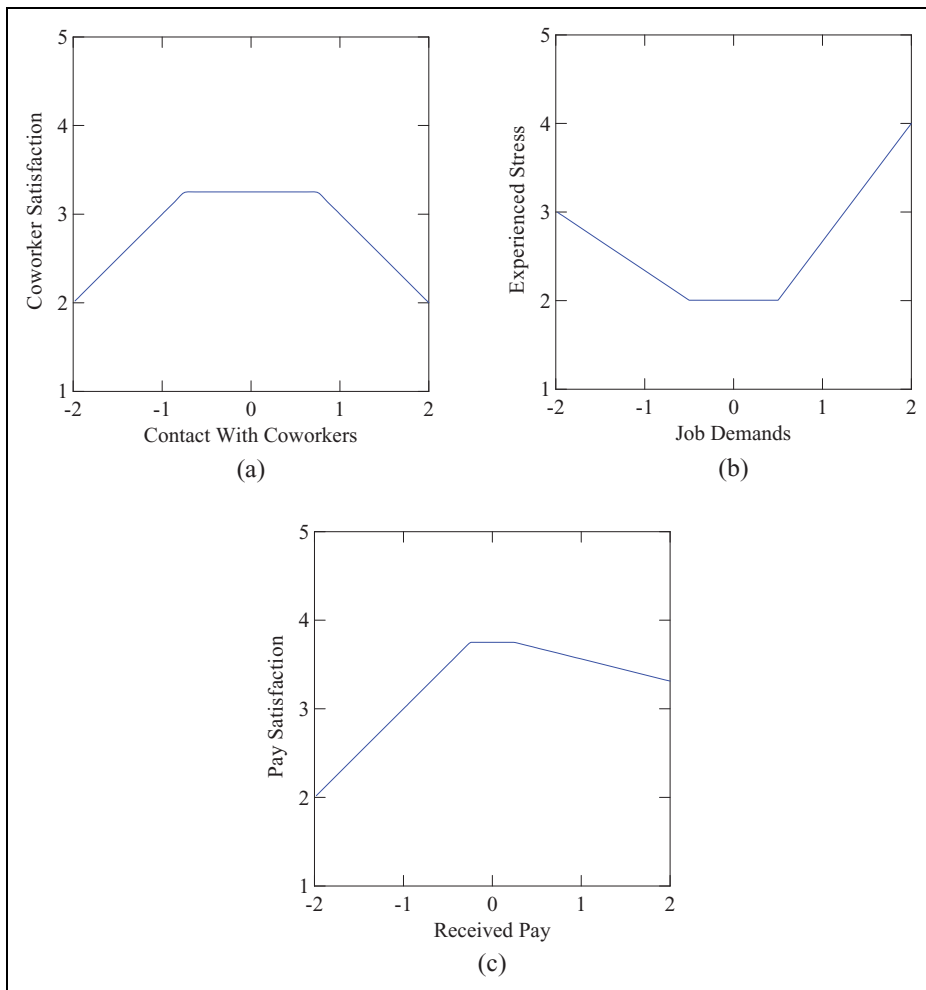 5
4
Coworker Satisfaction
3
2
1
-2 -1 0 1 2
Contact With Coworkers
(a)
5
4
Experienced Stress
3
2
1
-2 -1 0 1 2
Job Demands
(b)
5
4
Pay Satisfaction
3
2
1
-2 -1 0 1 2
Received Pay
(c)